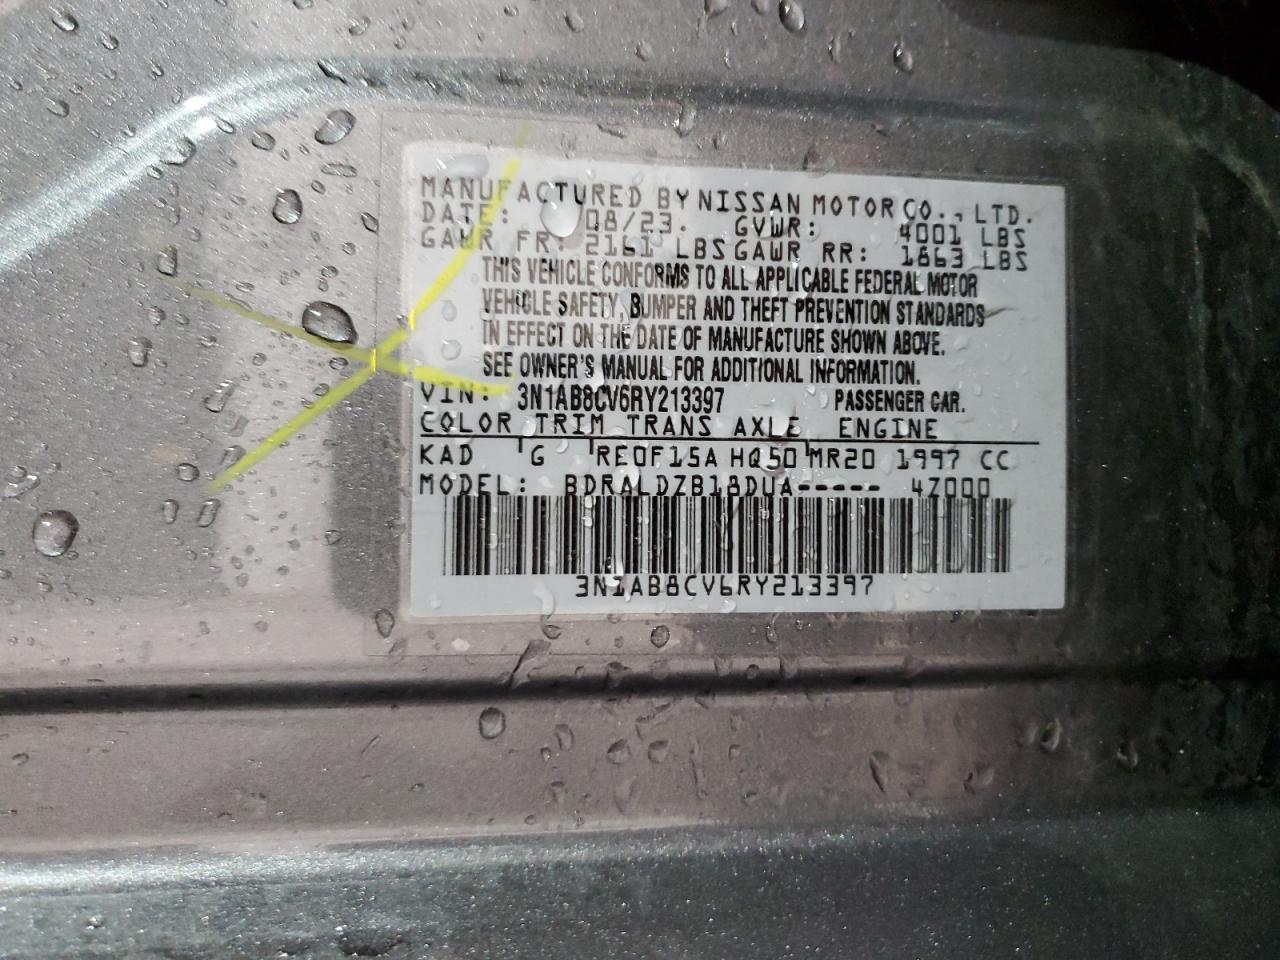 MANUFACTURED BY NISSAN MOTOR CO., LTD.
DATE: 08/23. GVWR: 4001 LBS
GAWR FR: 2161 LBS GAWR RR: 1863 LBS
THIS VEHICLE CONFORMS TO ALL APPLICABLE FEDERAL MOTOR
VEHICLE SAFETY, BUMPER AND THEFT PREVENTION STANDARDS
IN EFFECT ON THE DATE OF MANUFACTURE SHOWN ABOVE.
SEE OWNER'S MANUAL FOR ADDITIONAL INFORMATION.
VIN: 3N1AB8CV6RY213397 PASSENGER CAR.
COLOR TRIM TRANS AXLE ENGINE
KAD G RE0F15A HQ50 MR20 1997 CC
MODEL: BDRALDZB18DUA----- 4Z000
3N1AB8CV6RY213397